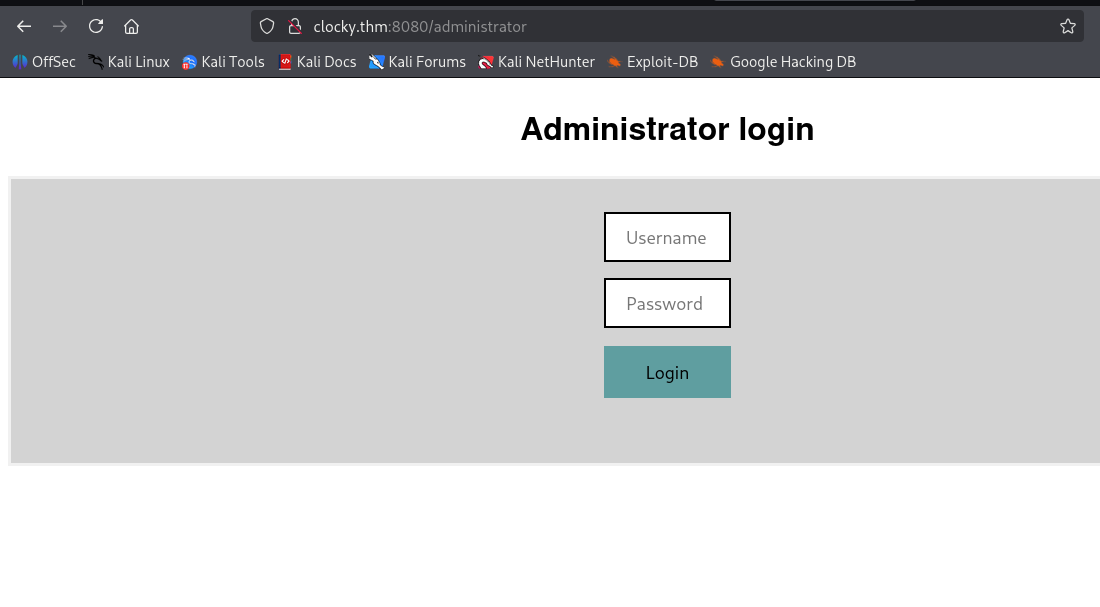 clocky.thm:8080/administrator
OffSec Kali Linux Kali Tools Kali Docs Kali Forums Kali NetHunter Exploit-DB Google Hacking DB
Administrator login
Username
Password
Login